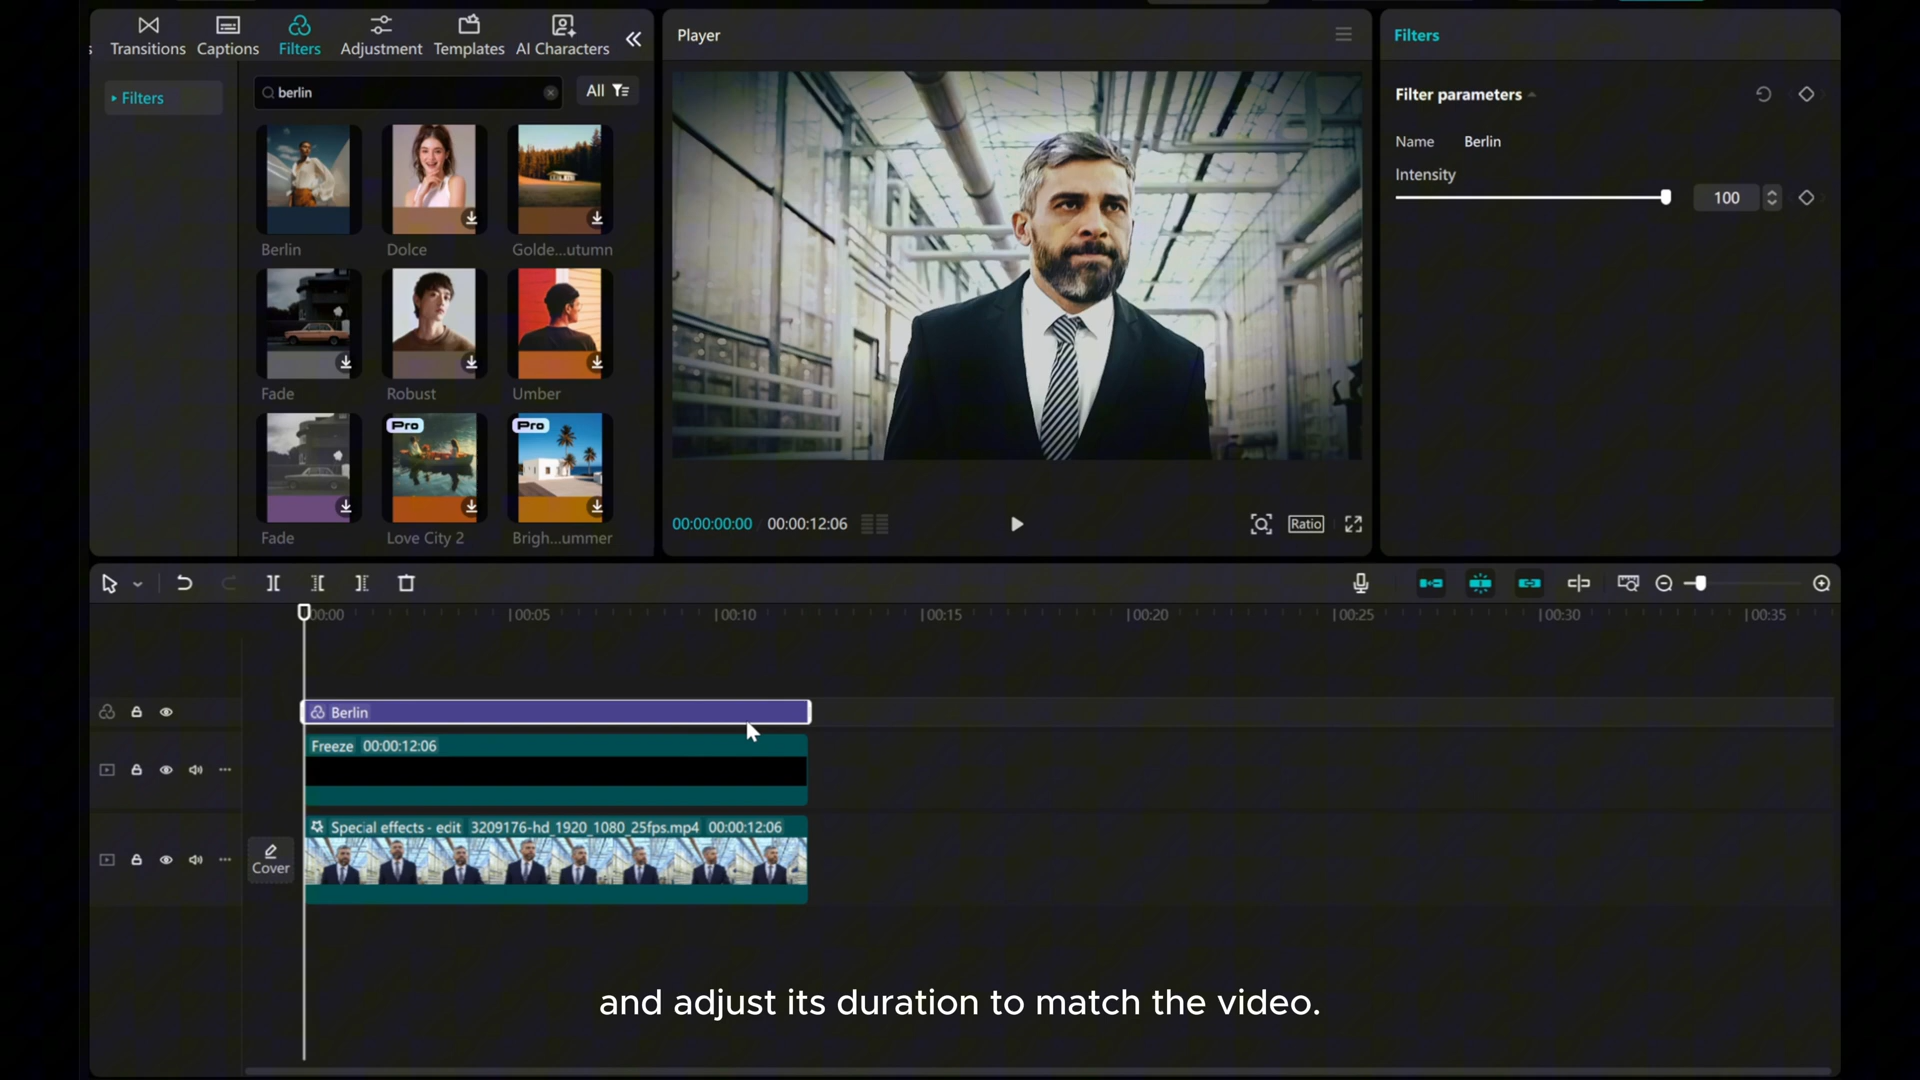 Transitions
Captions
Filters
Adjustment
Templates
AI Characters
Filters
berlin
All
Berlin
Dolce
Golde...utumn
Fade
Robust
Umber
Pro
Pro
Fade
Love City 2
Brigh...ummer
Player
00:00:00:00
00:00:12:06
Ratio
Filters
Filter parameters
Name Berlin
Intensity
100
00:00
00:05
00:10
00:15
00:20
00:25
00:30
00:35
Berlin
Freeze 00:00:12:06
Cover
Special effects - edit 3209176-hd_1920_1080_25fps.mp4 00:00:12:06
and adjust its duration to match the video.